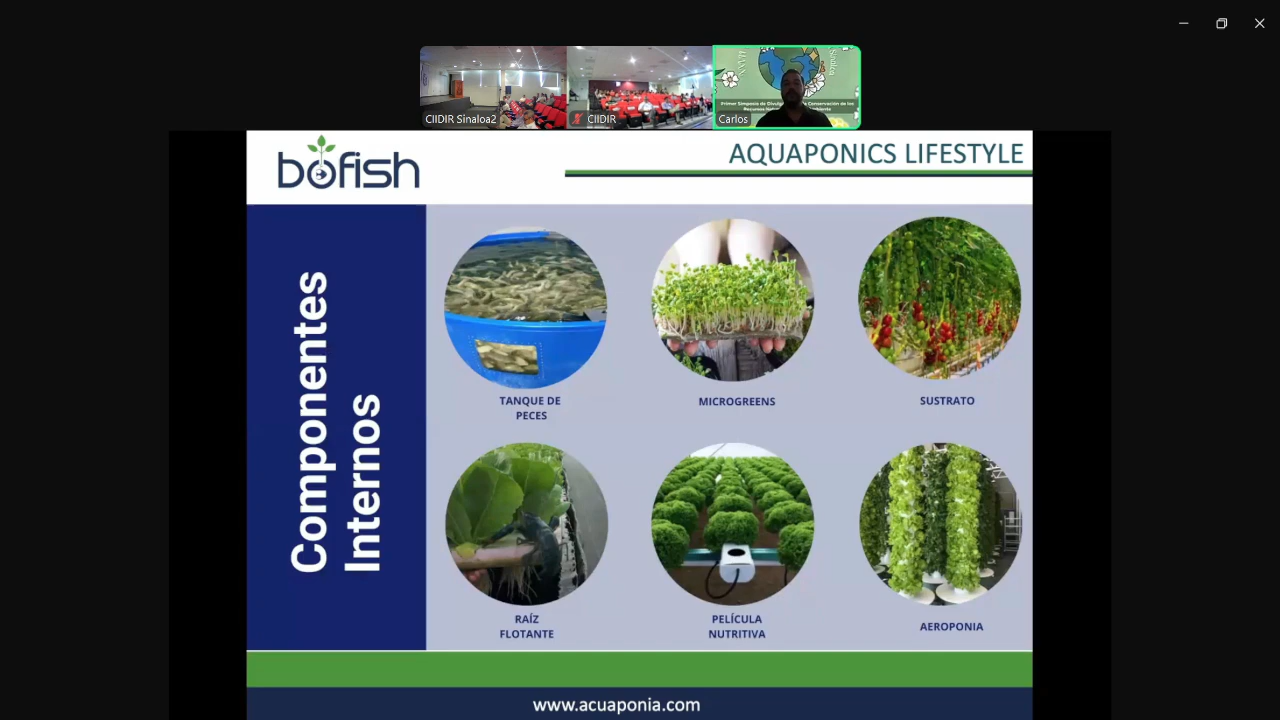 CIIDIR Sinaloa2
CIIDIR
Sinaloa
Carlos
bofish
AQUAPONICS LIFESTYLE
Componentes
Internos
TANQUE DE
PECES
MICROGREENS
SUSTRATO
RAÍZ
FLOTANTE
PELÍCULA
NUTRITIVA
AEROPONIA
www.acuaponia.com